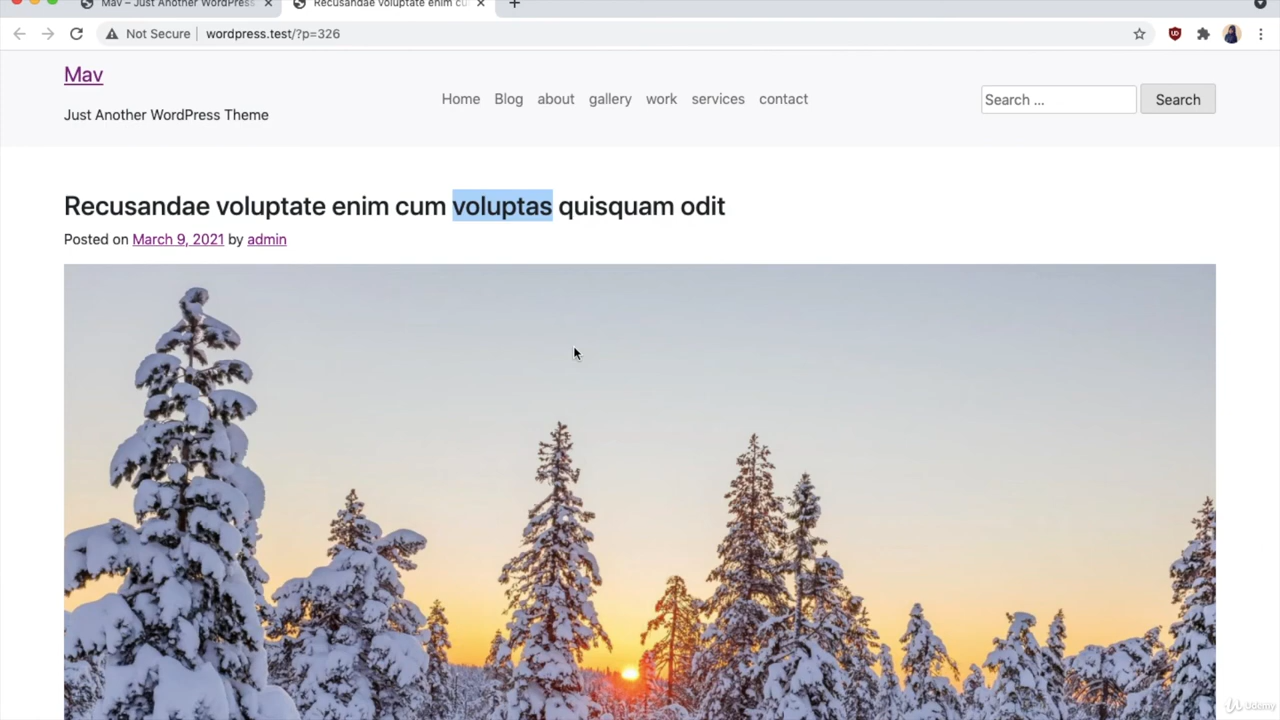 Mav – Just Another WordPress
Recusandae voluptate enim cu
Not Secure
wordpress.test/?p=326
Mav
Just Another WordPress Theme
Home Blog about gallery work services contact
Search ...
Search
Recusandae voluptate enim cum voluptas quisquam odit
Posted on March 9, 2021 by admin
Udemy